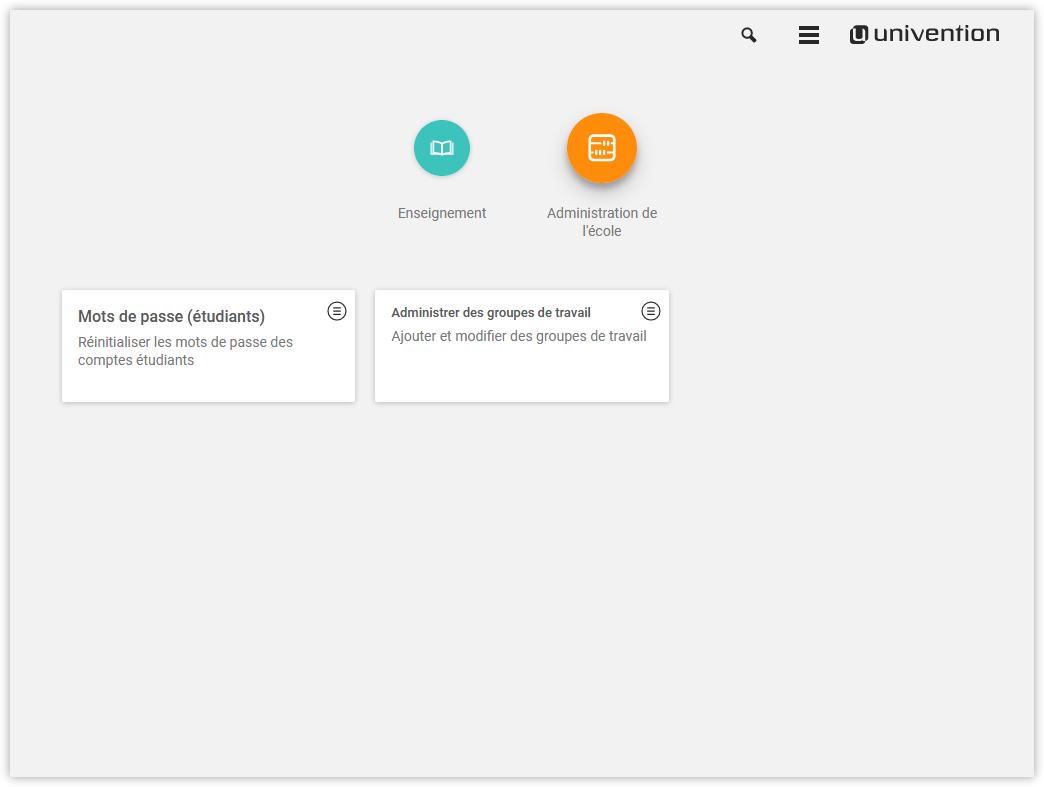 univention
Enseignement
Administration de
l'école
Mots de passe (étudiants)
Réinitialiser les mots de passe des
comptes étudiants
Administrer des groupes de travail
Ajouter et modifier des groupes de travail